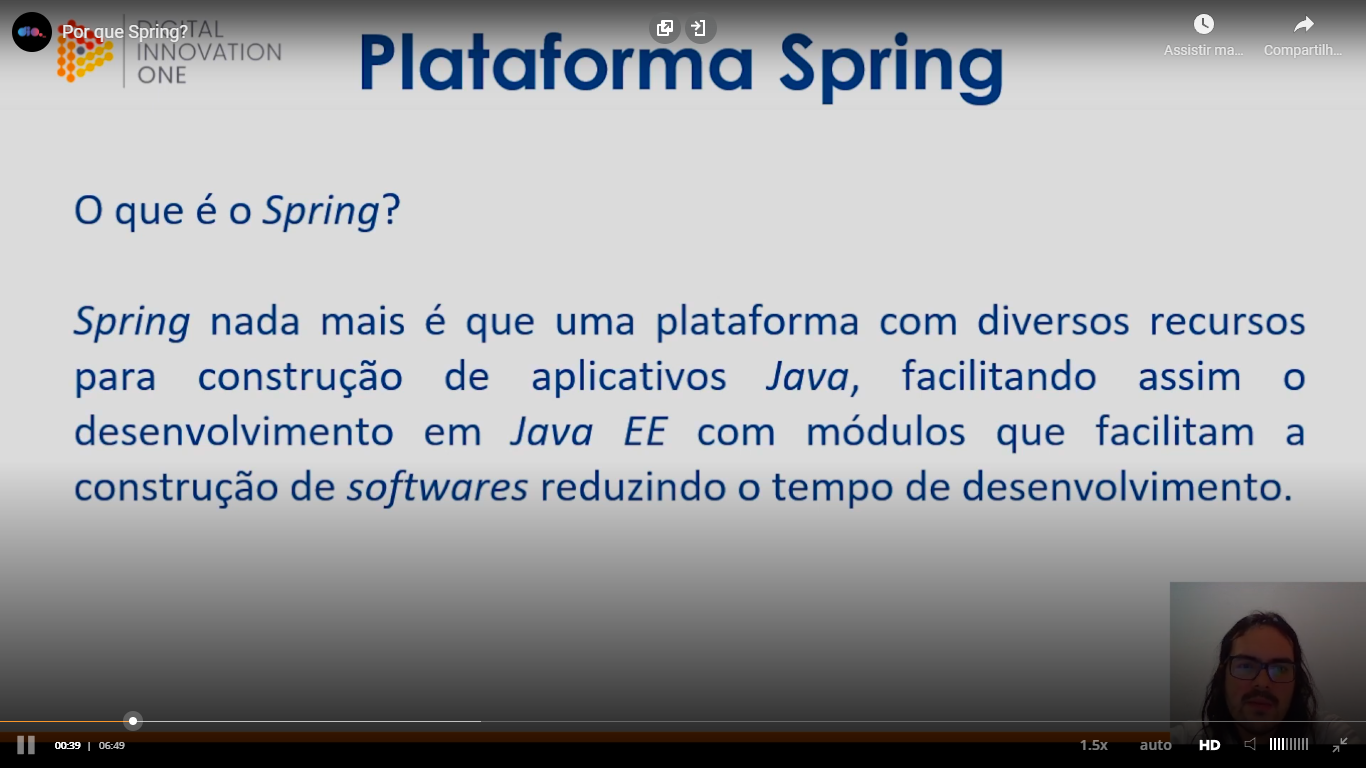 Por que Spring?
DIGITAL
INNOVATION
ONE
Plataforma Spring
Assistir ma...
Compartilh...
O que é o Spring?
Spring nada mais é que uma plataforma com diversos recursos
para construção de aplicativos Java, facilitando assim o
desenvolvimento em Java EE com módulos que facilitam a
construção de softwares reduzindo o tempo de desenvolvimento.
00:39 | 06:49
1.5x
auto
HD